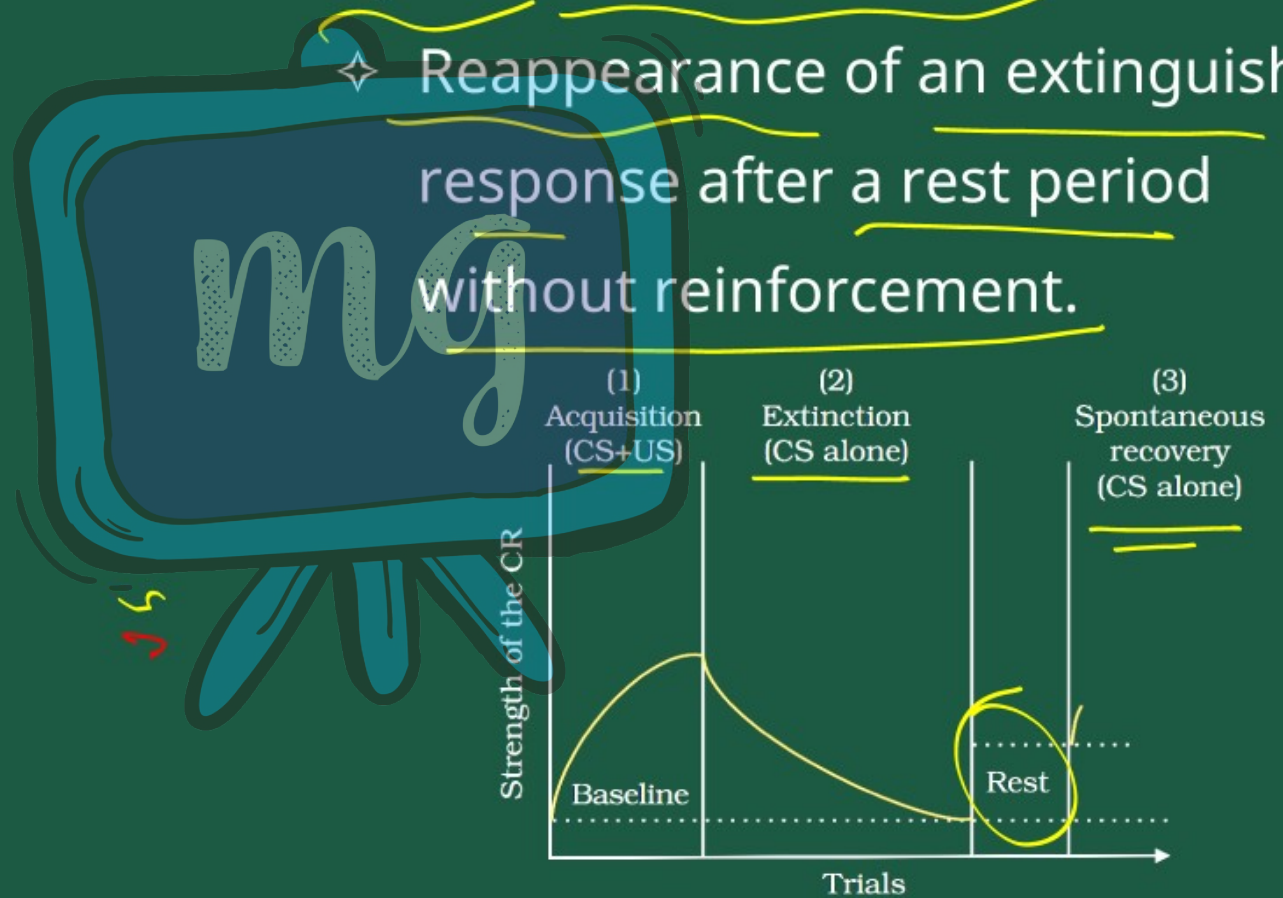 Reappearance of an extinguish
response after a rest period
without reinforcement.
mg
(1)
Acquisition
(CS+US)
(2)
Extinction
(CS alone)
(3)
Spontaneous
recovery
(CS alone)
Strength of the CR
Baseline
Rest
Trials